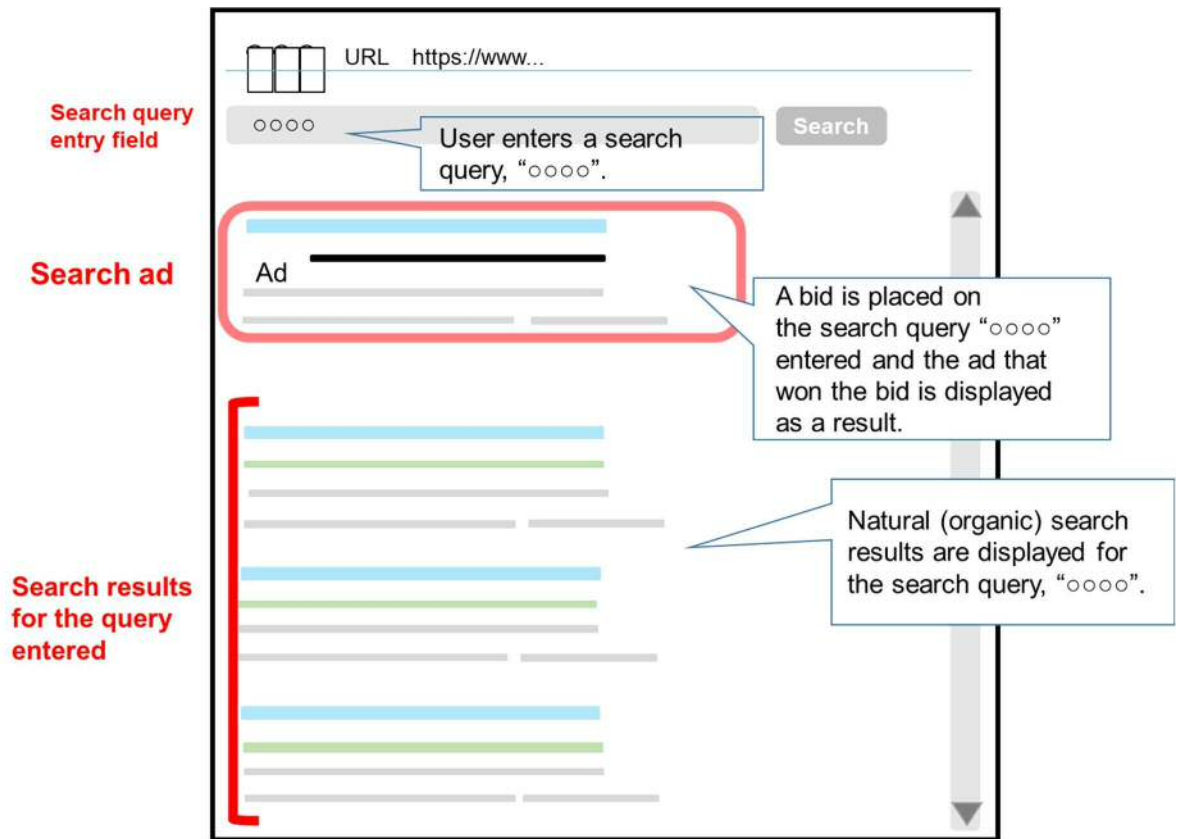 URL https://www...
Search query
entry field
○○○○
Search
User enters a search
query, “○○○○”.
Search ad
Ad
A bid is placed on
the search query “○○○○”
entered and the ad that
won the bid is displayed
as a result.
Natural (organic) search
results are displayed for
the search query, “○○○○”.
Search results
for the query
entered